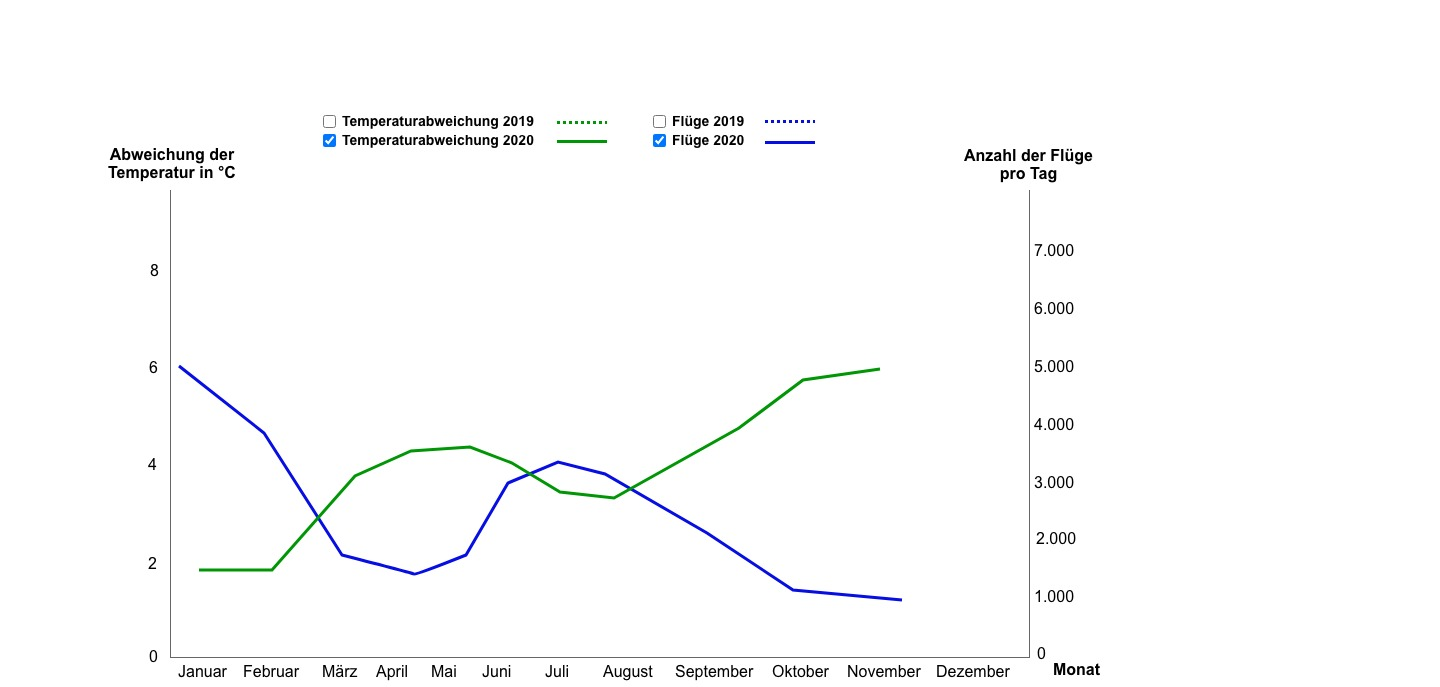 Temperaturabweichung 2019
Flüge 2019
Temperaturabweichung 2020
Flüge 2020
Abweichung der
Temperatur in °C
Anzahl der Flüge
pro Tag
8
6
4
2
0
7.000
6.000
5.000
4.000
3.000
2.000
1.000
0
Januar Februar März April Mai Juni Juli August September Oktober November Dezember
Monat